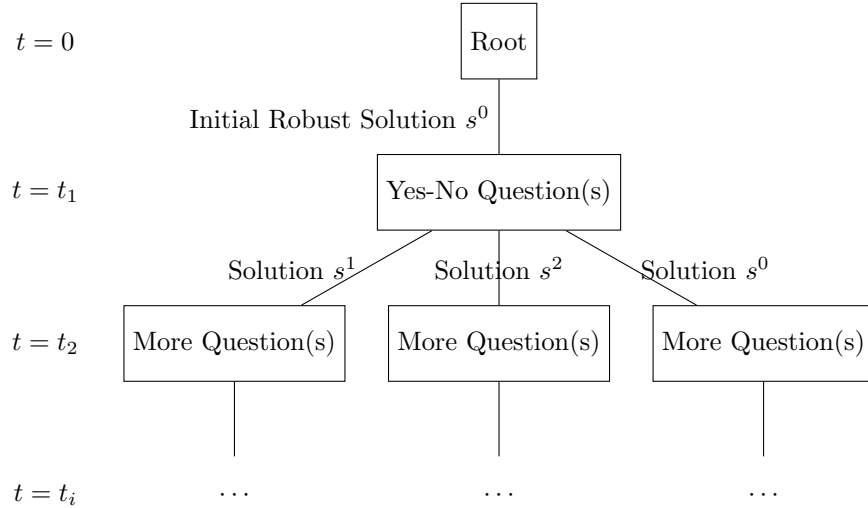 t = 0 Root
Initial Robust Solution s^0
t = t_1 Yes-No Question(s)
Solution s^1 Solution s^2 Solution s^0
t = t_2 More Question(s) More Question(s) More Question(s)
t = t_i ... ... ...